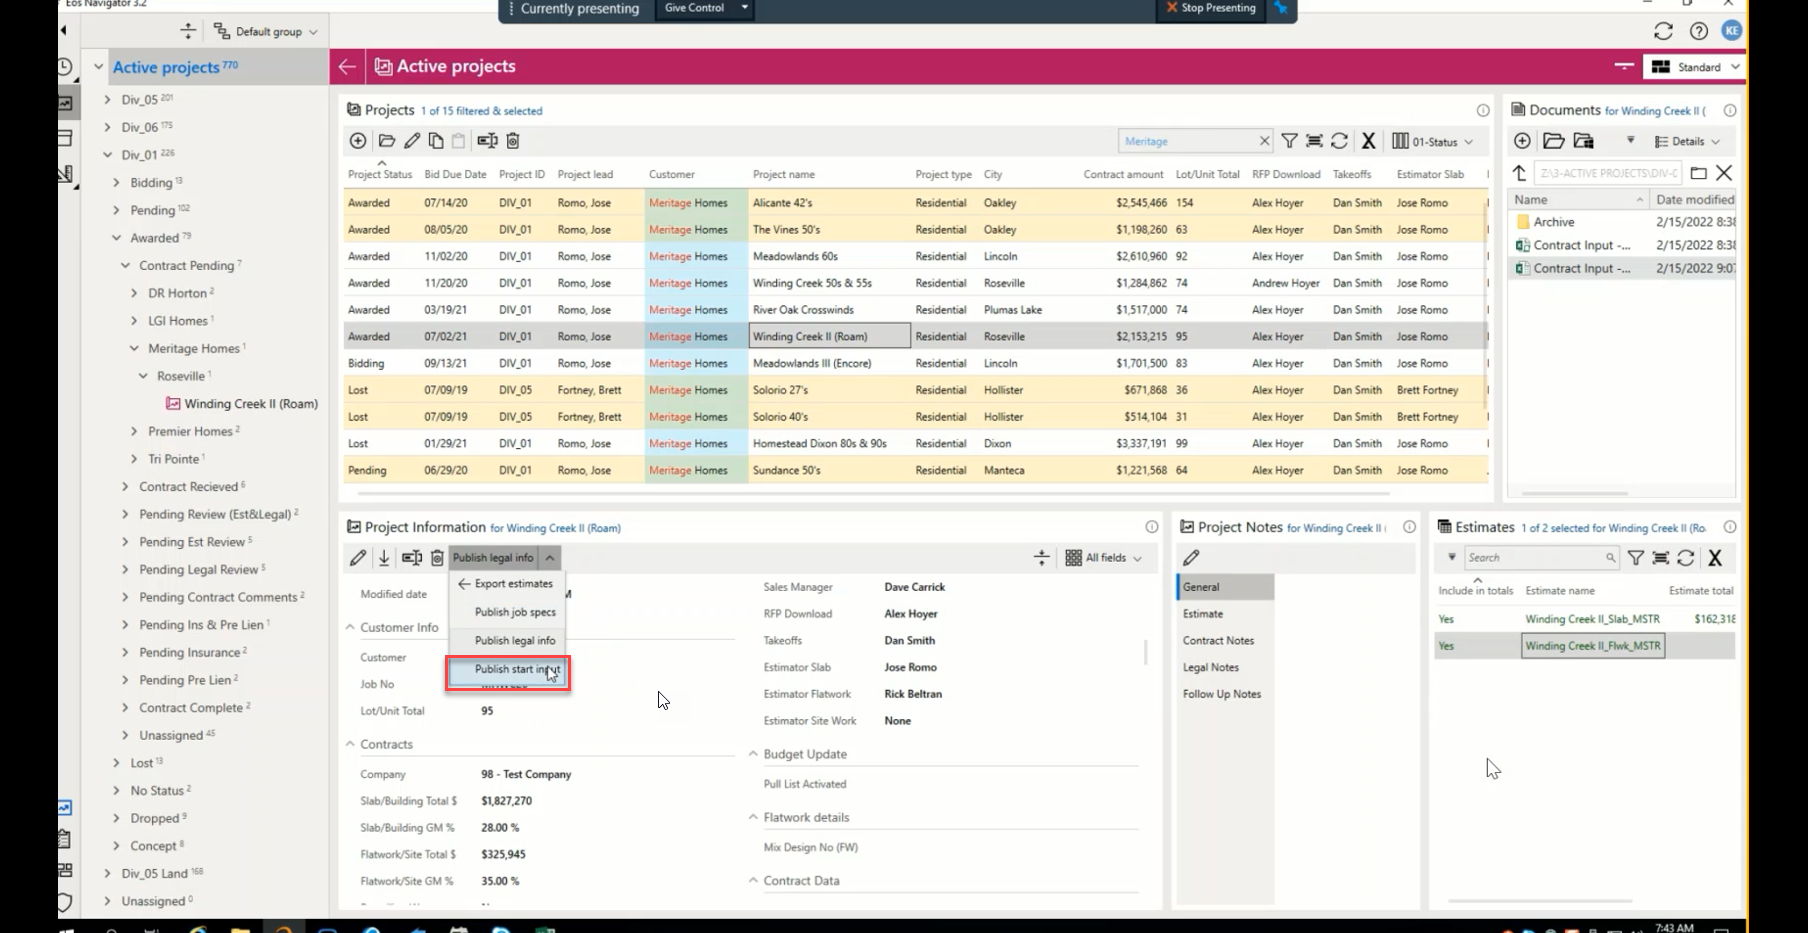 Eos Navigator 3.2
Currently presenting
Give Control
Stop Presenting
Default group
KE
Active projects 770
Div_05 201
Div_06 175
Div_01 226
Bidding 13
Pending 102
Awarded 79
Contract Pending 7
DR Horton 2
LGI Homes 1
Meritage Homes 1
Roseville 1
Winding Creek II (Roam)
Premier Homes 2
Tri Pointe 1
Contract Recieved 6
Pending Review (Est&Legal) 2
Pending Est Review 5
Pending Legal Review 5
Pending Contract Comments 2
Pending Ins & Pre Lien 1
Pending Insurance 2
Pending Pre Lien 2
Contract Complete 2
Unassigned 45
Lost 13
No Status 2
Dropped 9
Concept 8
Div_05 Land 168
Unassigned 0
Active projects
Standard
Projects 1 of 15 filtered & selected
Meritage
01-Status
Project Status Bid Due Date Project ID Project lead Customer Project name Project type City Contract amount Lot/Unit Total RFP Download Takeoffs Estimator Slab
Awarded 07/14/20 DIV_01 Romo, Jose Meritage Homes Alicante 42's Residential Oakley $2,545,466 154 Alex Hoyer Dan Smith Jose Romo
Awarded 08/05/20 DIV_01 Romo, Jose Meritage Homes The Vines 50's Residential Oakley $1,198,260 63 Alex Hoyer Dan Smith Jose Romo
Awarded 11/02/20 DIV_01 Romo, Jose Meritage Homes Meadowlands 60s Residential Lincoln $2,610,960 92 Alex Hoyer Dan Smith Jose Romo
Awarded 11/20/20 DIV_01 Romo, Jose Meritage Homes Winding Creek 50s & 55s Residential Roseville $1,284,862 74 Andrew Hoyer Dan Smith Jose Romo
Awarded 03/19/21 DIV_01 Romo, Jose Meritage Homes River Oak Crosswinds Residential Plumas Lake $1,517,000 74 Alex Hoyer Dan Smith Jose Romo
Awarded 07/02/21 DIV_01 Romo, Jose Meritage Homes Winding Creek II (Roam) Residential Roseville $2,153,215 95 Alex Hoyer Dan Smith Jose Romo
Bidding 09/13/21 DIV_01 Romo, Jose Meritage Homes Meadowlands III (Encore) Residential Lincoln $1,701,500 83 Alex Hoyer Dan Smith Jose Romo
Lost 07/09/19 DIV_05 Fortney, Brett Meritage Homes Solorio 27's Residential Hollister $671,868 36 Alex Hoyer Dan Smith Brett Fortney
Lost 07/09/19 DIV_05 Fortney, Brett Meritage Homes Solorio 40's Residential Hollister $514,104 31 Alex Hoyer Dan Smith Brett Fortney
Lost 01/29/21 DIV_01 Romo, Jose Meritage Homes Homestead Dixon 80s & 90s Residential Dixon $3,337,191 99 Alex Hoyer Dan Smith Jose Romo
Pending 06/29/20 DIV_01 Romo, Jose Meritage Homes Sundance 50's Residential Manteca $1,221,568 64 Alex Hoyer Dan Smith Jose Romo
Documents for Winding Creek II (
Details
Z:\3-ACTIVE PROJECTS\DIV-0
Name Date modified
Archive 2/15/2022 8:38
Contract Input -... 2/15/2022 8:38
Contract Input -... 2/15/2022 9:07
Project Information for Winding Creek II (Roam)
Publish legal info
All fields
Export estimates
Publish job specs
Publish legal info
Publish start input
Modified date M
Customer Info
Customer
Job No
Lot/Unit Total 95
Contracts
Company 98 - Test Company
Slab/Building Total $ $1,827,270
Slab/Building GM % 28.00 %
Flatwork/Site Total $ $325,945
Flatwork/Site GM % 35.00 %
Sales Manager Dave Carrick
RFP Download Alex Hoyer
Takeoffs Dan Smith
Estimator Slab Jose Romo
Estimator Flatwork Rick Beltran
Estimator Site Work None
Budget Update
Pull List Activated
Flatwork details
Mix Design No (FW)
Contract Data
Project Notes for Winding Creek II (
General
Estimate
Contract Notes
Legal Notes
Follow Up Notes
Estimates 1 of 2 selected for Winding Creek II (Ro
Search
Include in totals Estimate name Estimate total
Yes Winding Creek II_Slab_MSTR $162,318
Yes Winding Creek II_Flwk_MSTR
7:43 AM